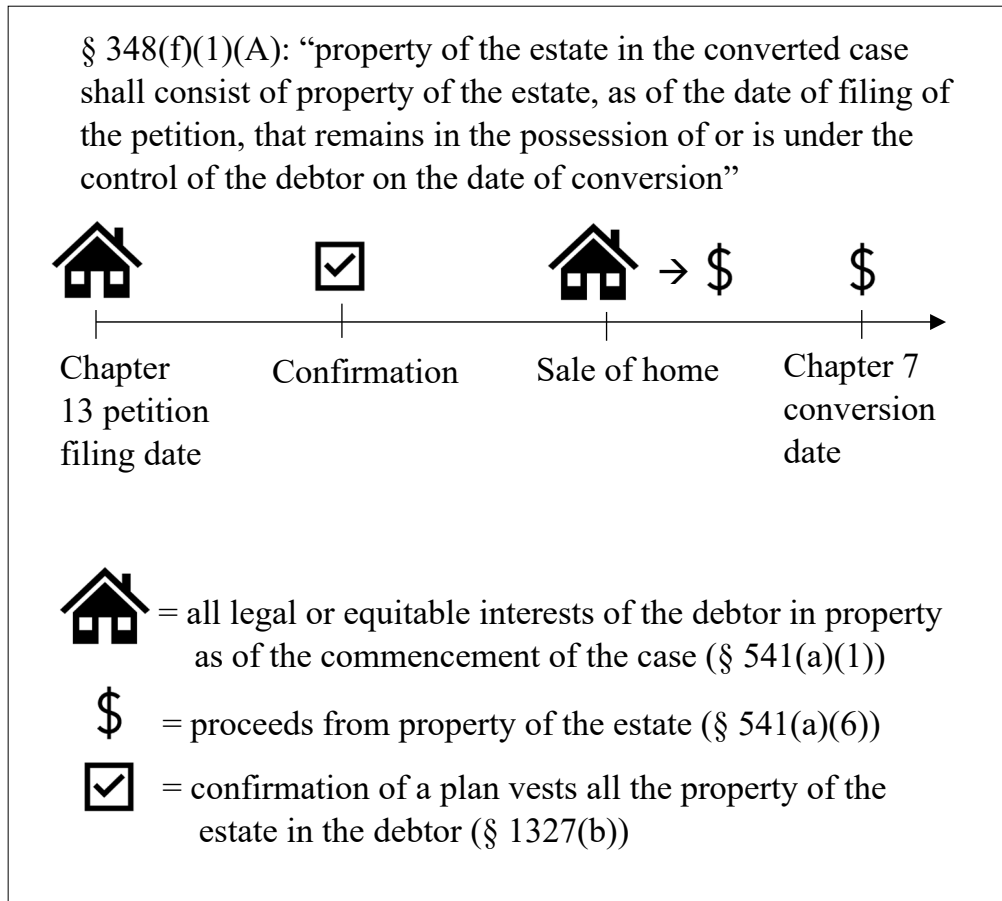 § 348(f)(1)(A): “property of the estate in the converted case
shall consist of property of the estate, as of the date of filing of
the petition, that remains in the possession of or is under the
control of the debtor on the date of conversion”
→ $ $
Chapter
13 petition
filing date
Confirmation
Sale of home
Chapter 7
conversion
date
= all legal or equitable interests of the debtor in property
as of the commencement of the case (§ 541(a)(1))
$ = proceeds from property of the estate (§ 541(a)(6))
= confirmation of a plan vests all the property of the
estate in the debtor (§ 1327(b))